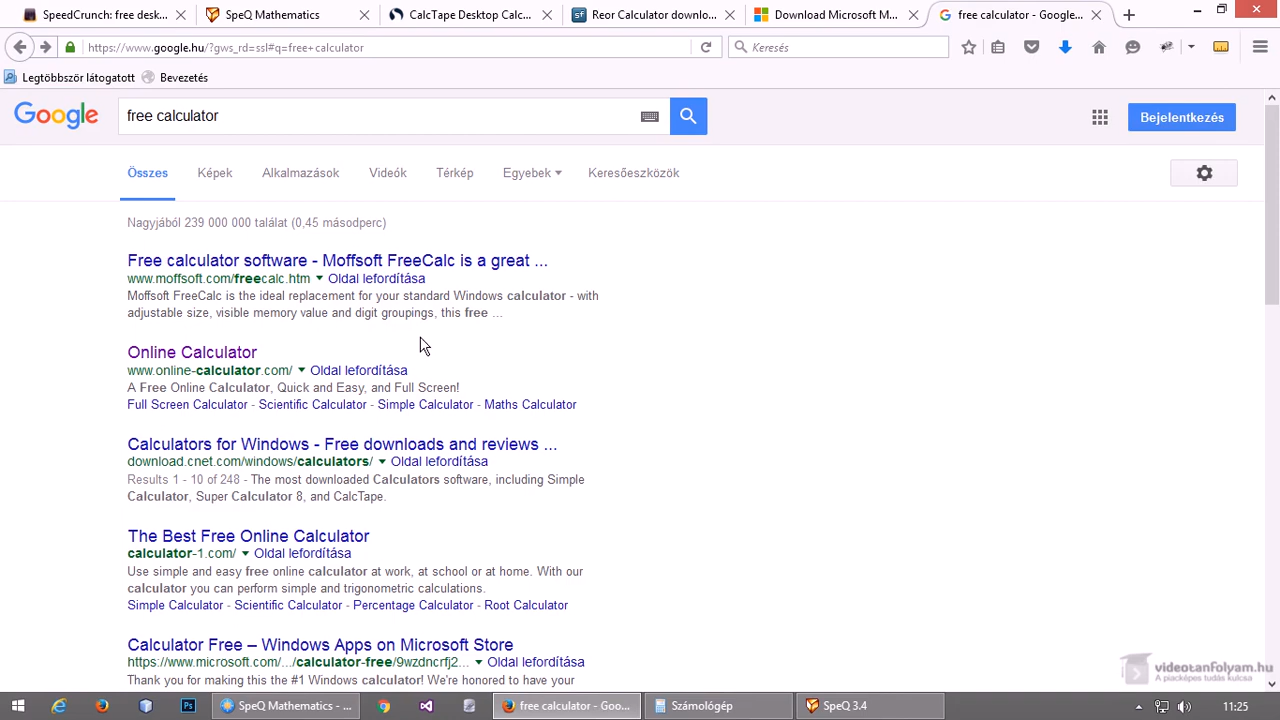 SpeedCrunch: free desk...
SpeQ Mathematics
CalcTape Desktop Calc...
Reor Calculator downlo...
Download Microsoft M...
free calculator - Google...
https://www.google.hu/?gws_rd=ssl#q=free+calculator
Keresés
Legtöbbször látogatott
Bevezetés
Google
free calculator
Bejelentkezés
Összes
Képek
Alkalmazások
Videók
Térkép
Egyebek
Keresőeszközök
Nagyjából 239 000 000 találat (0,45 másodperc)
Free calculator software - Moffsoft FreeCalc is a great ...
www.moffsoft.com/freecalc.htm Oldal lefordítása
Moffsoft FreeCalc is the ideal replacement for your standard Windows calculator - with
adjustable size, visible memory value and digit groupings, this free ...
Online Calculator
www.online-calculator.com/ Oldal lefordítása
A Free Online Calculator, Quick and Easy, and Full Screen!
Full Screen Calculator - Scientific Calculator - Simple Calculator - Maths Calculator
Calculators for Windows - Free downloads and reviews ...
download.cnet.com/windows/calculators/ Oldal lefordítása
Results 1 - 10 of 248 - The most downloaded Calculators software, including Simple
Calculator, Super Calculator 8, and CalcTape.
The Best Free Online Calculator
calculator-1.com/ Oldal lefordítása
Use simple and easy free online calculator at work, at school or at home. With our
calculator you can perform simple and trigonometric calculations.
Simple Calculator - Scientific Calculator - Percentage Calculator - Root Calculator
Calculator Free – Windows Apps on Microsoft Store
https://www.microsoft.com/.../calculator-free/9wzdncrfj2... Oldal lefordítása
Thank you for making this the #1 Windows calculator! We're honored to have your
videotanfolyam.hu
A piacképes tudás kulcsa
SpeQ Mathematics - ...
free calculator - Goo...
Számológép
SpeQ 3.4
11:25